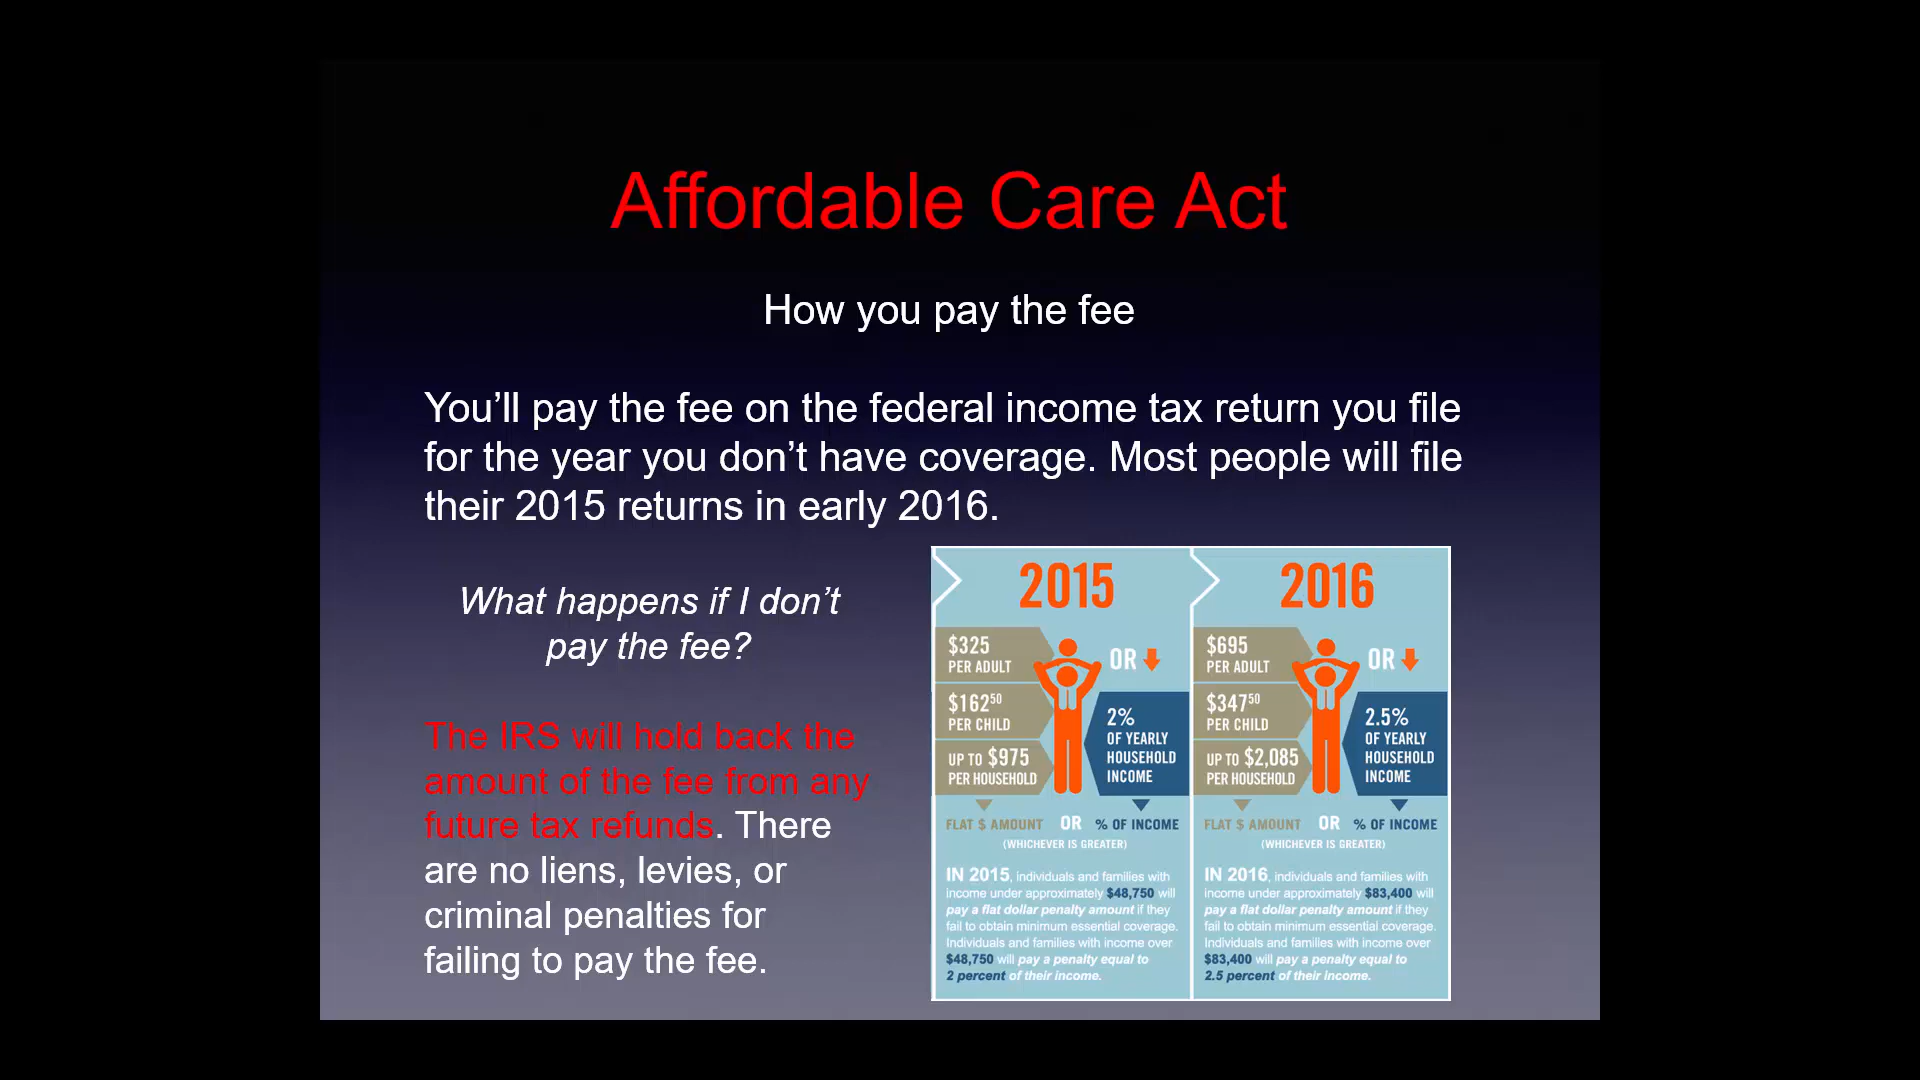 Affordable Care Act
How you pay the fee
You’ll pay the fee on the federal income tax return you file
for the year you don’t have coverage. Most people will file
their 2015 returns in early 2016.
What happens if I don’t
pay the fee?
The IRS will hold back the
amount of the fee from any
future tax refunds. There
are no liens, levies, or
criminal penalties for
failing to pay the fee.
2015
$325
PER ADULT
OR
$162⁵⁰
PER CHILD
UP TO $975
PER HOUSEHOLD
2%
OF YEARLY
HOUSEHOLD
INCOME
FLAT $ AMOUNT OR % OF INCOME
(WHICHEVER IS GREATER)
IN 2015, individuals and families with
income under approximately $48,750 will
pay a flat dollar penalty amount if they
fail to obtain minimum essential coverage.
Individuals and families with income over
$48,750 will pay a penalty equal to
2 percent of their income.
2016
$695
PER ADULT
OR
$347⁵⁰
PER CHILD
UP TO $2,085
PER HOUSEHOLD
2.5%
OF YEARLY
HOUSEHOLD
INCOME
FLAT $ AMOUNT OR % OF INCOME
(WHICHEVER IS GREATER)
IN 2016, individuals and families with
income under approximately $83,400 will
pay a flat dollar penalty amount if they
fail to obtain minimum essential coverage.
Individuals and families with income over
$83,400 will pay a penalty equal to
2.5 percent of their income.